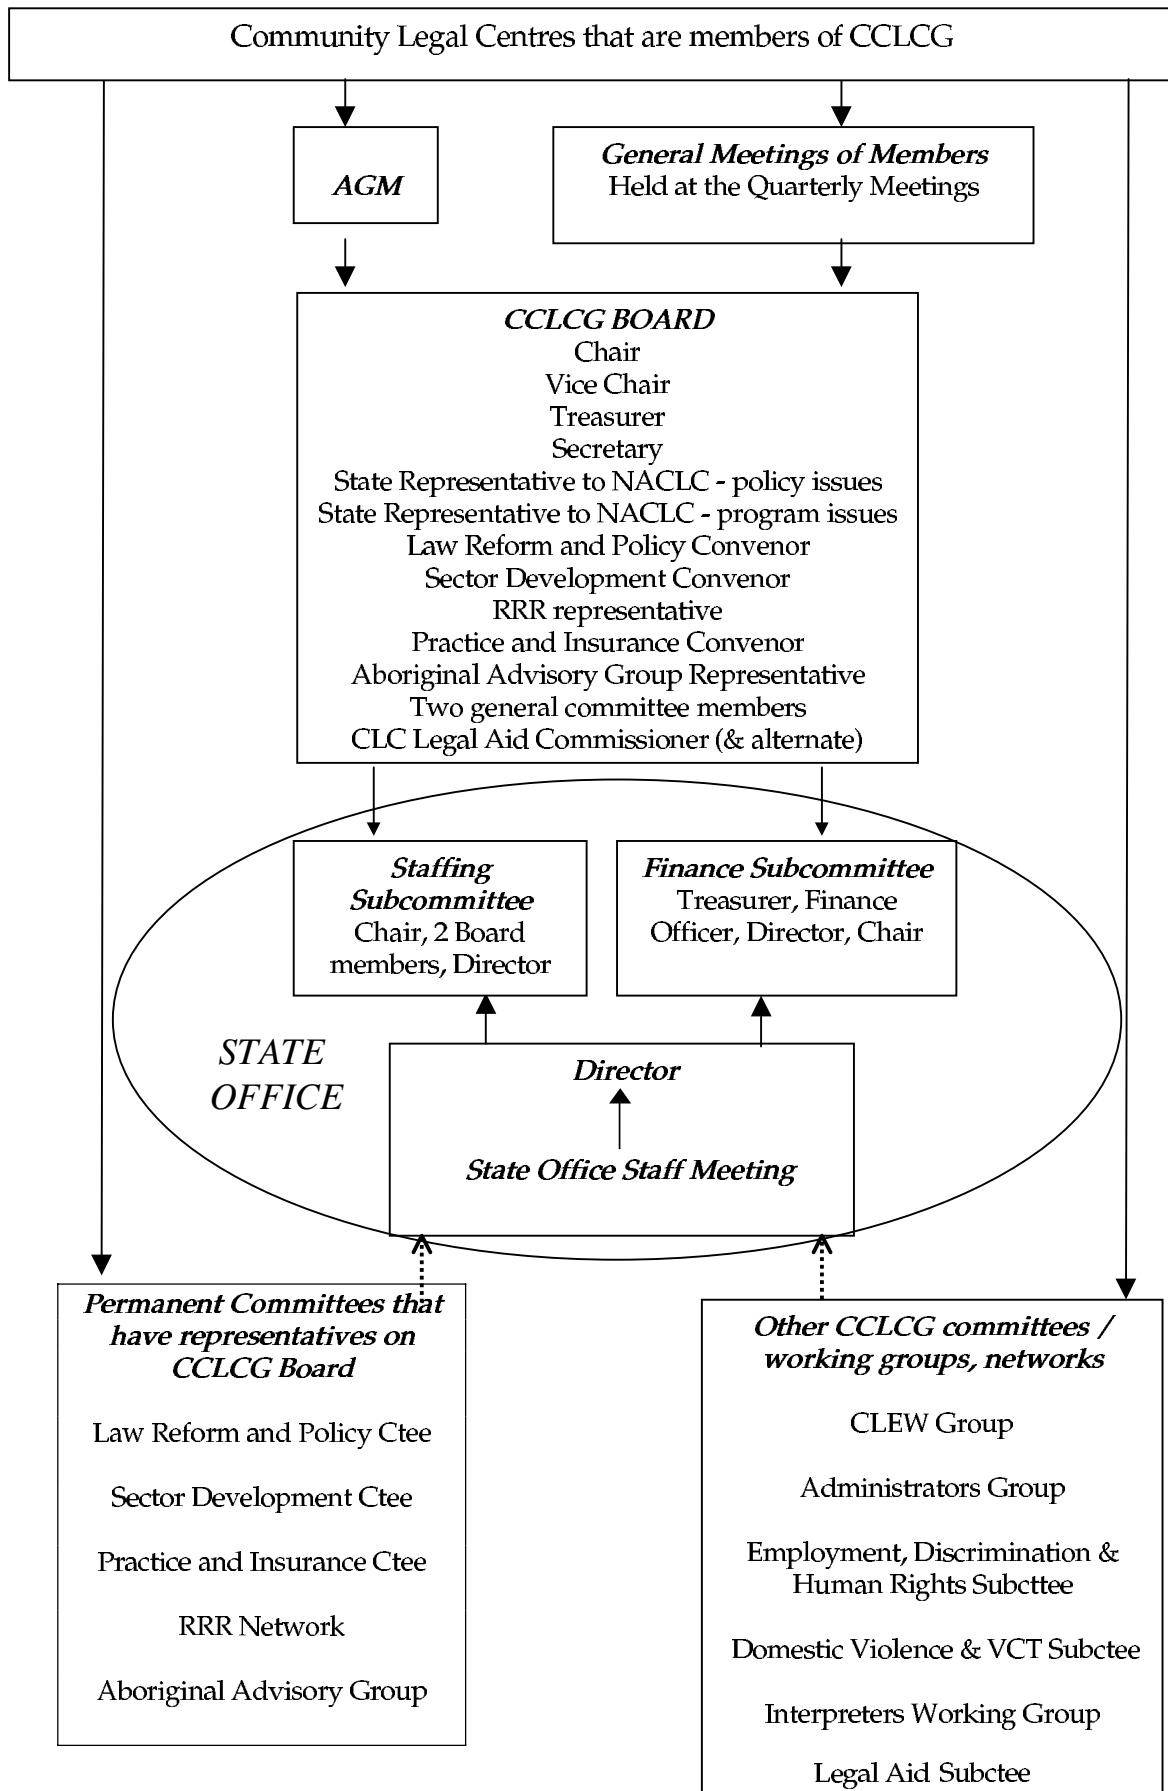 Community Legal Centres that are members of CCLCG
AGM
General Meetings of Members
Held at the Quarterly Meetings
CCLCG BOARD
Chair
Vice Chair
Treasurer
Secretary
State Representative to NACLC - policy issues
State Representative to NACLC - program issues
Law Reform and Policy Convenor
Sector Development Convenor
RRR representative
Practice and Insurance Convenor
Aboriginal Advisory Group Representative
Two general committee members
CLC Legal Aid Commissioner (& alternate)
Staffing
Subcommittee
Chair, 2 Board
members, Director
Finance Subcommittee
Treasurer, Finance
Officer, Director, Chair
STATE
OFFICE
Director
State Office Staff Meeting
Permanent Committees that
have representatives on
CCLCG Board
Law Reform and Policy Ctee
Sector Development Ctee
Practice and Insurance Ctee
RRR Network
Aboriginal Advisory Group
Other CCLCG committees /
working groups, networks
CLEW Group
Administrators Group
Employment, Discrimination &
Human Rights Subcttee
Domestic Violence & VCT Subctee
Interpreters Working Group
Legal Aid Subctee